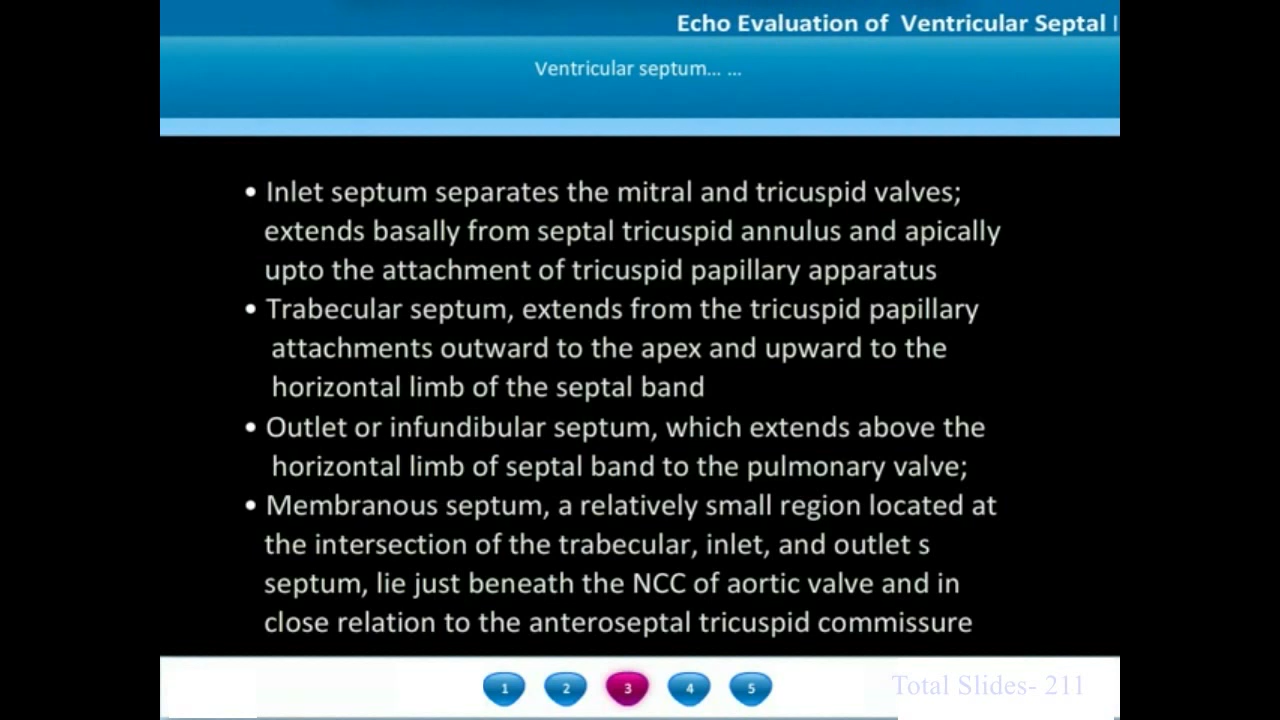 Echo Evaluation of Ventricular Septal
Ventricular septum... ...
• Inlet septum separates the mitral and tricuspid valves;
extends basally from septal tricuspid annulus and apically
upto the attachment of tricuspid papillary apparatus
• Trabecular septum, extends from the tricuspid papillary
attachments outward to the apex and upward to the
horizontal limb of the septal band
• Outlet or infundibular septum, which extends above the
horizontal limb of septal band to the pulmonary valve;
• Membranous septum, a relatively small region located at
the intersection of the trabecular, inlet, and outlet s
septum, lie just beneath the NCC of aortic valve and in
close relation to the anteroseptal tricuspid commissure
1 2 3 4 5
Total Slides- 211